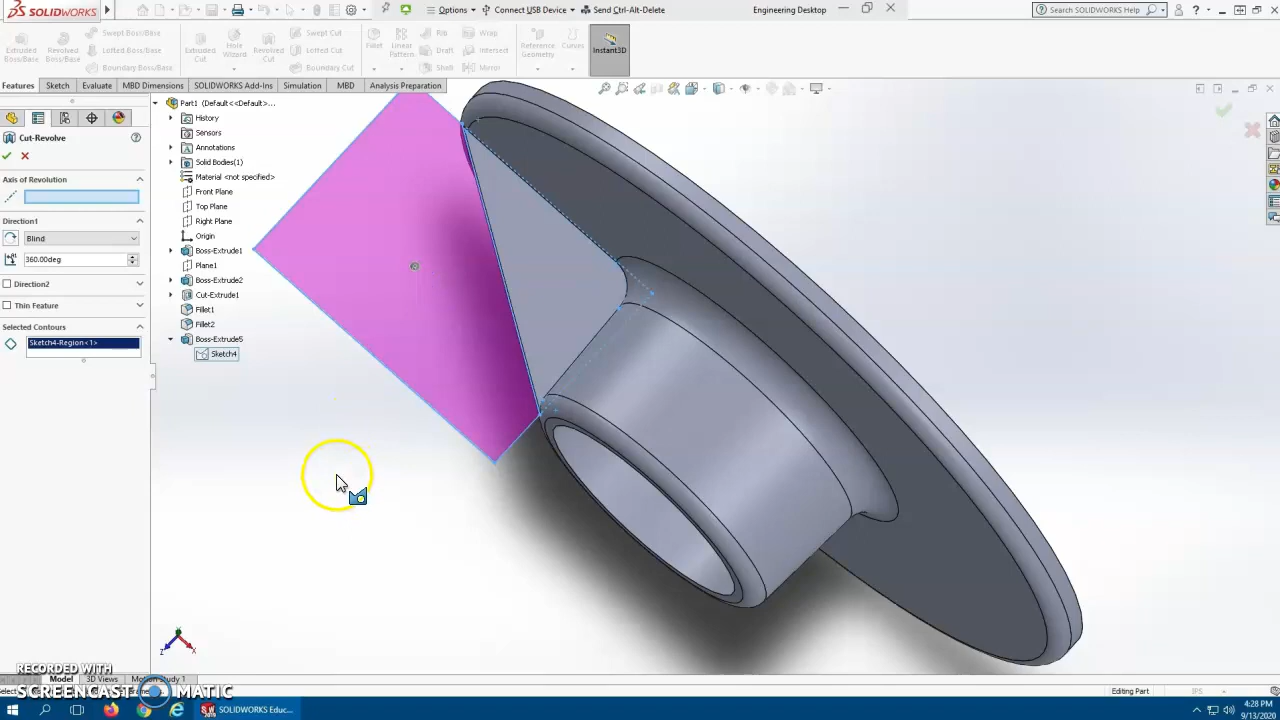 SOLIDWORKS
Options
Connect USB Device
Send Ctrl-Alt-Delete
Engineering Desktop
Search SOLIDWORKS Help
Extruded Boss/Base
Revolved Boss/Base
Swept Boss/Base
Lofted Boss/Base
Boundary Boss/Base
Extruded Cut
Hole Wizard
Revolved Cut
Swept Cut
Lofted Cut
Boundary Cut
Fillet
Linear Pattern
Rib
Draft
Shell
Wrap
Intersect
Mirror
Reference Geometry
Curves
Instant3D
Features
Sketch
Evaluate
MBD Dimensions
SOLIDWORKS Add-Ins
Simulation
MBD
Analysis Preparation
Cut-Revolve
Axis of Revolution
Direction1
Blind
360.00deg
Direction2
Thin Feature
Selected Contours
Sketch4-Region<1>
Part1 (Default<<Default>...
History
Sensors
Annotations
Solid Bodies(1)
Material <not specified>
Front Plane
Top Plane
Right Plane
Origin
Boss-Extrude1
Plane1
Boss-Extrude2
Cut-Extrude1
Fillet1
Fillet2
Boss-Extrude5
Sketch4
Z
X
RECORDED WITH
SCREENCAST MATIC
Model
3D Views
Motion Study 1
Editing Part
IPS
SOLIDWORKS Educ...
4:28 PM
9/13/2020